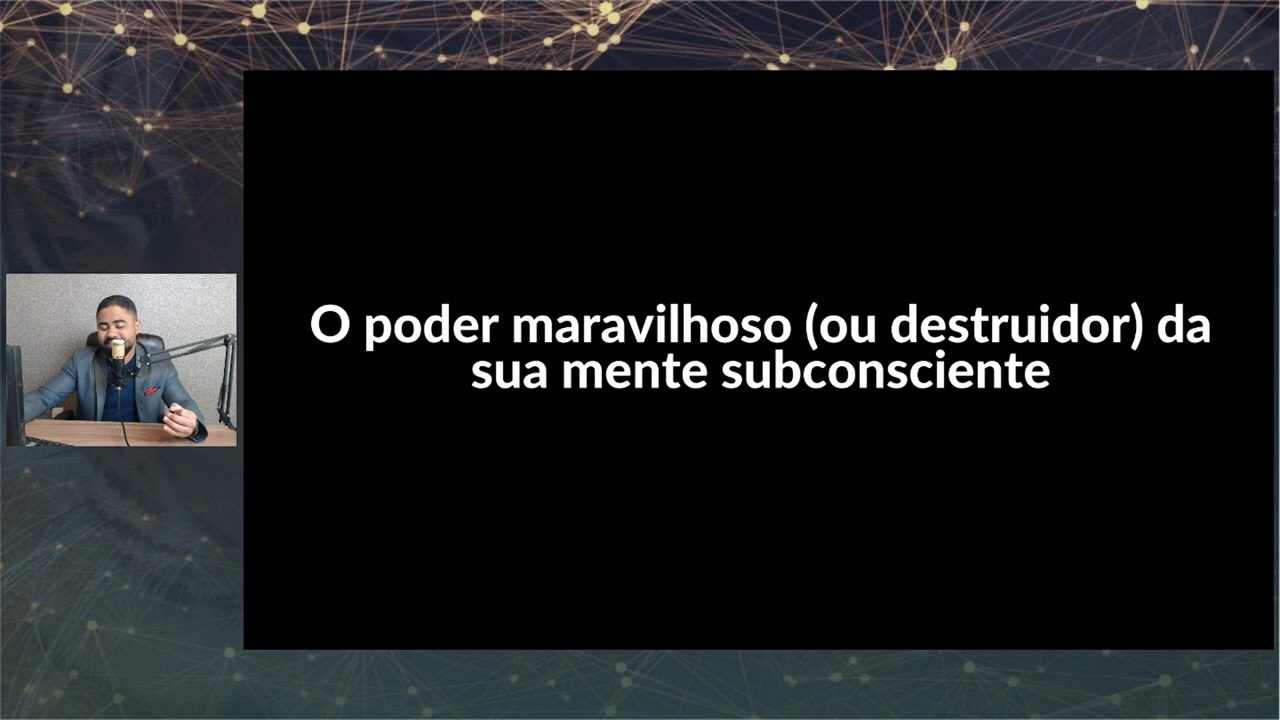 O poder maravilhoso (ou destruidor) da
sua mente subconsciente